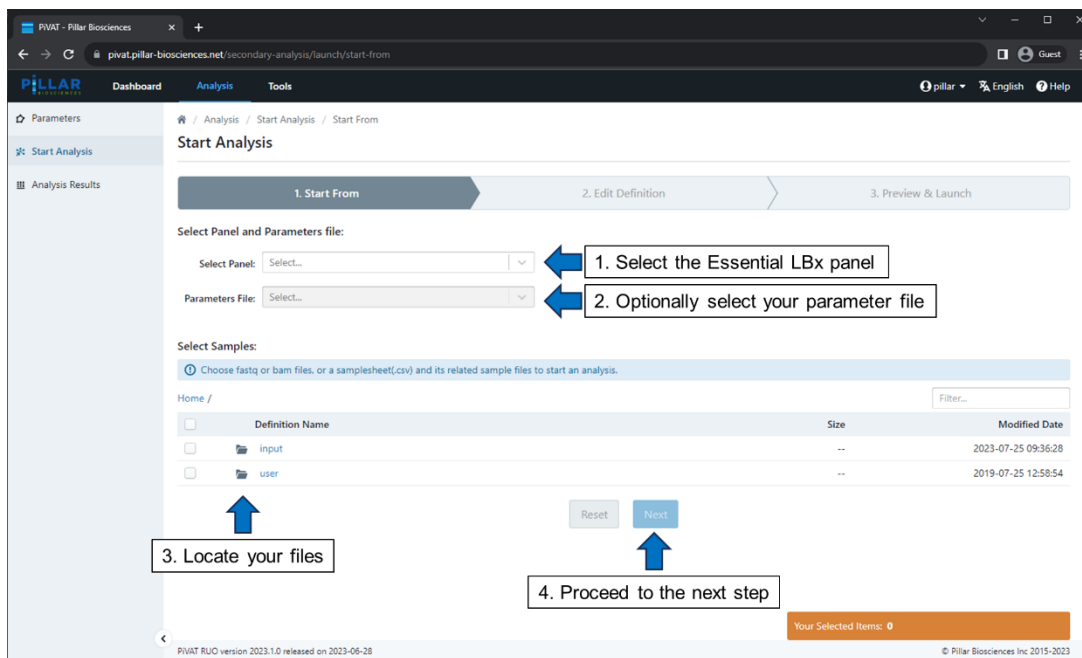 PiVAT - Pillar Biosciences
pivat.pillar-biosciences.net/secondary-analysis/launch/start-from
Guest
PiLLAR
BIOSCIENCES
Dashboard
Analysis
Tools
pillar
English
Help
Parameters
Start Analysis
Analysis Results
/ Analysis / Start Analysis / Start From
Start Analysis
1. Start From
2. Edit Definition
3. Preview & Launch
Select Panel and Parameters file:
Select Panel: Select...
1. Select the Essential LBx panel
Parameters File: Select...
2. Optionally select your parameter file
Select Samples:
Choose fastq or bam files, or a samplesheet(.csv) and its related sample files to start an analysis.
Home /
Filter...
Definition Name Size Modified Date
input -- 2023-07-25 09:36:28
user -- 2019-07-25 12:58:54
Reset Next
3. Locate your files
4. Proceed to the next step
Your Selected Items: 0
PiVAT RUO version 2023.1.0 released on 2023-06-28
© Pillar Biosciences Inc 2015-2023